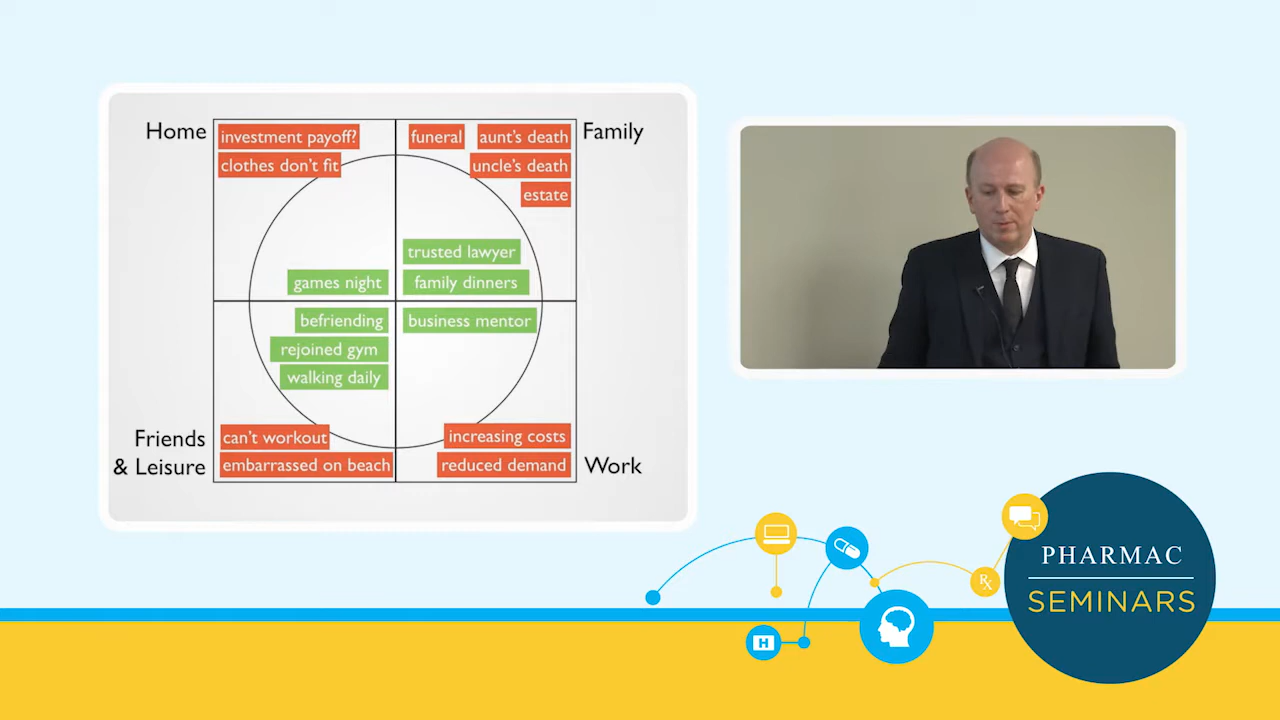 Home
investment payoff?
clothes don't fit
funeral
aunt's death
uncle's death
estate
Family
trusted lawyer
games night
family dinners
befriending
business mentor
rejoined gym
walking daily
Friends
& Leisure
can't workout
embarrassed on beach
increasing costs
reduced demand
Work
H
Rx
PHARMAC
SEMINARS